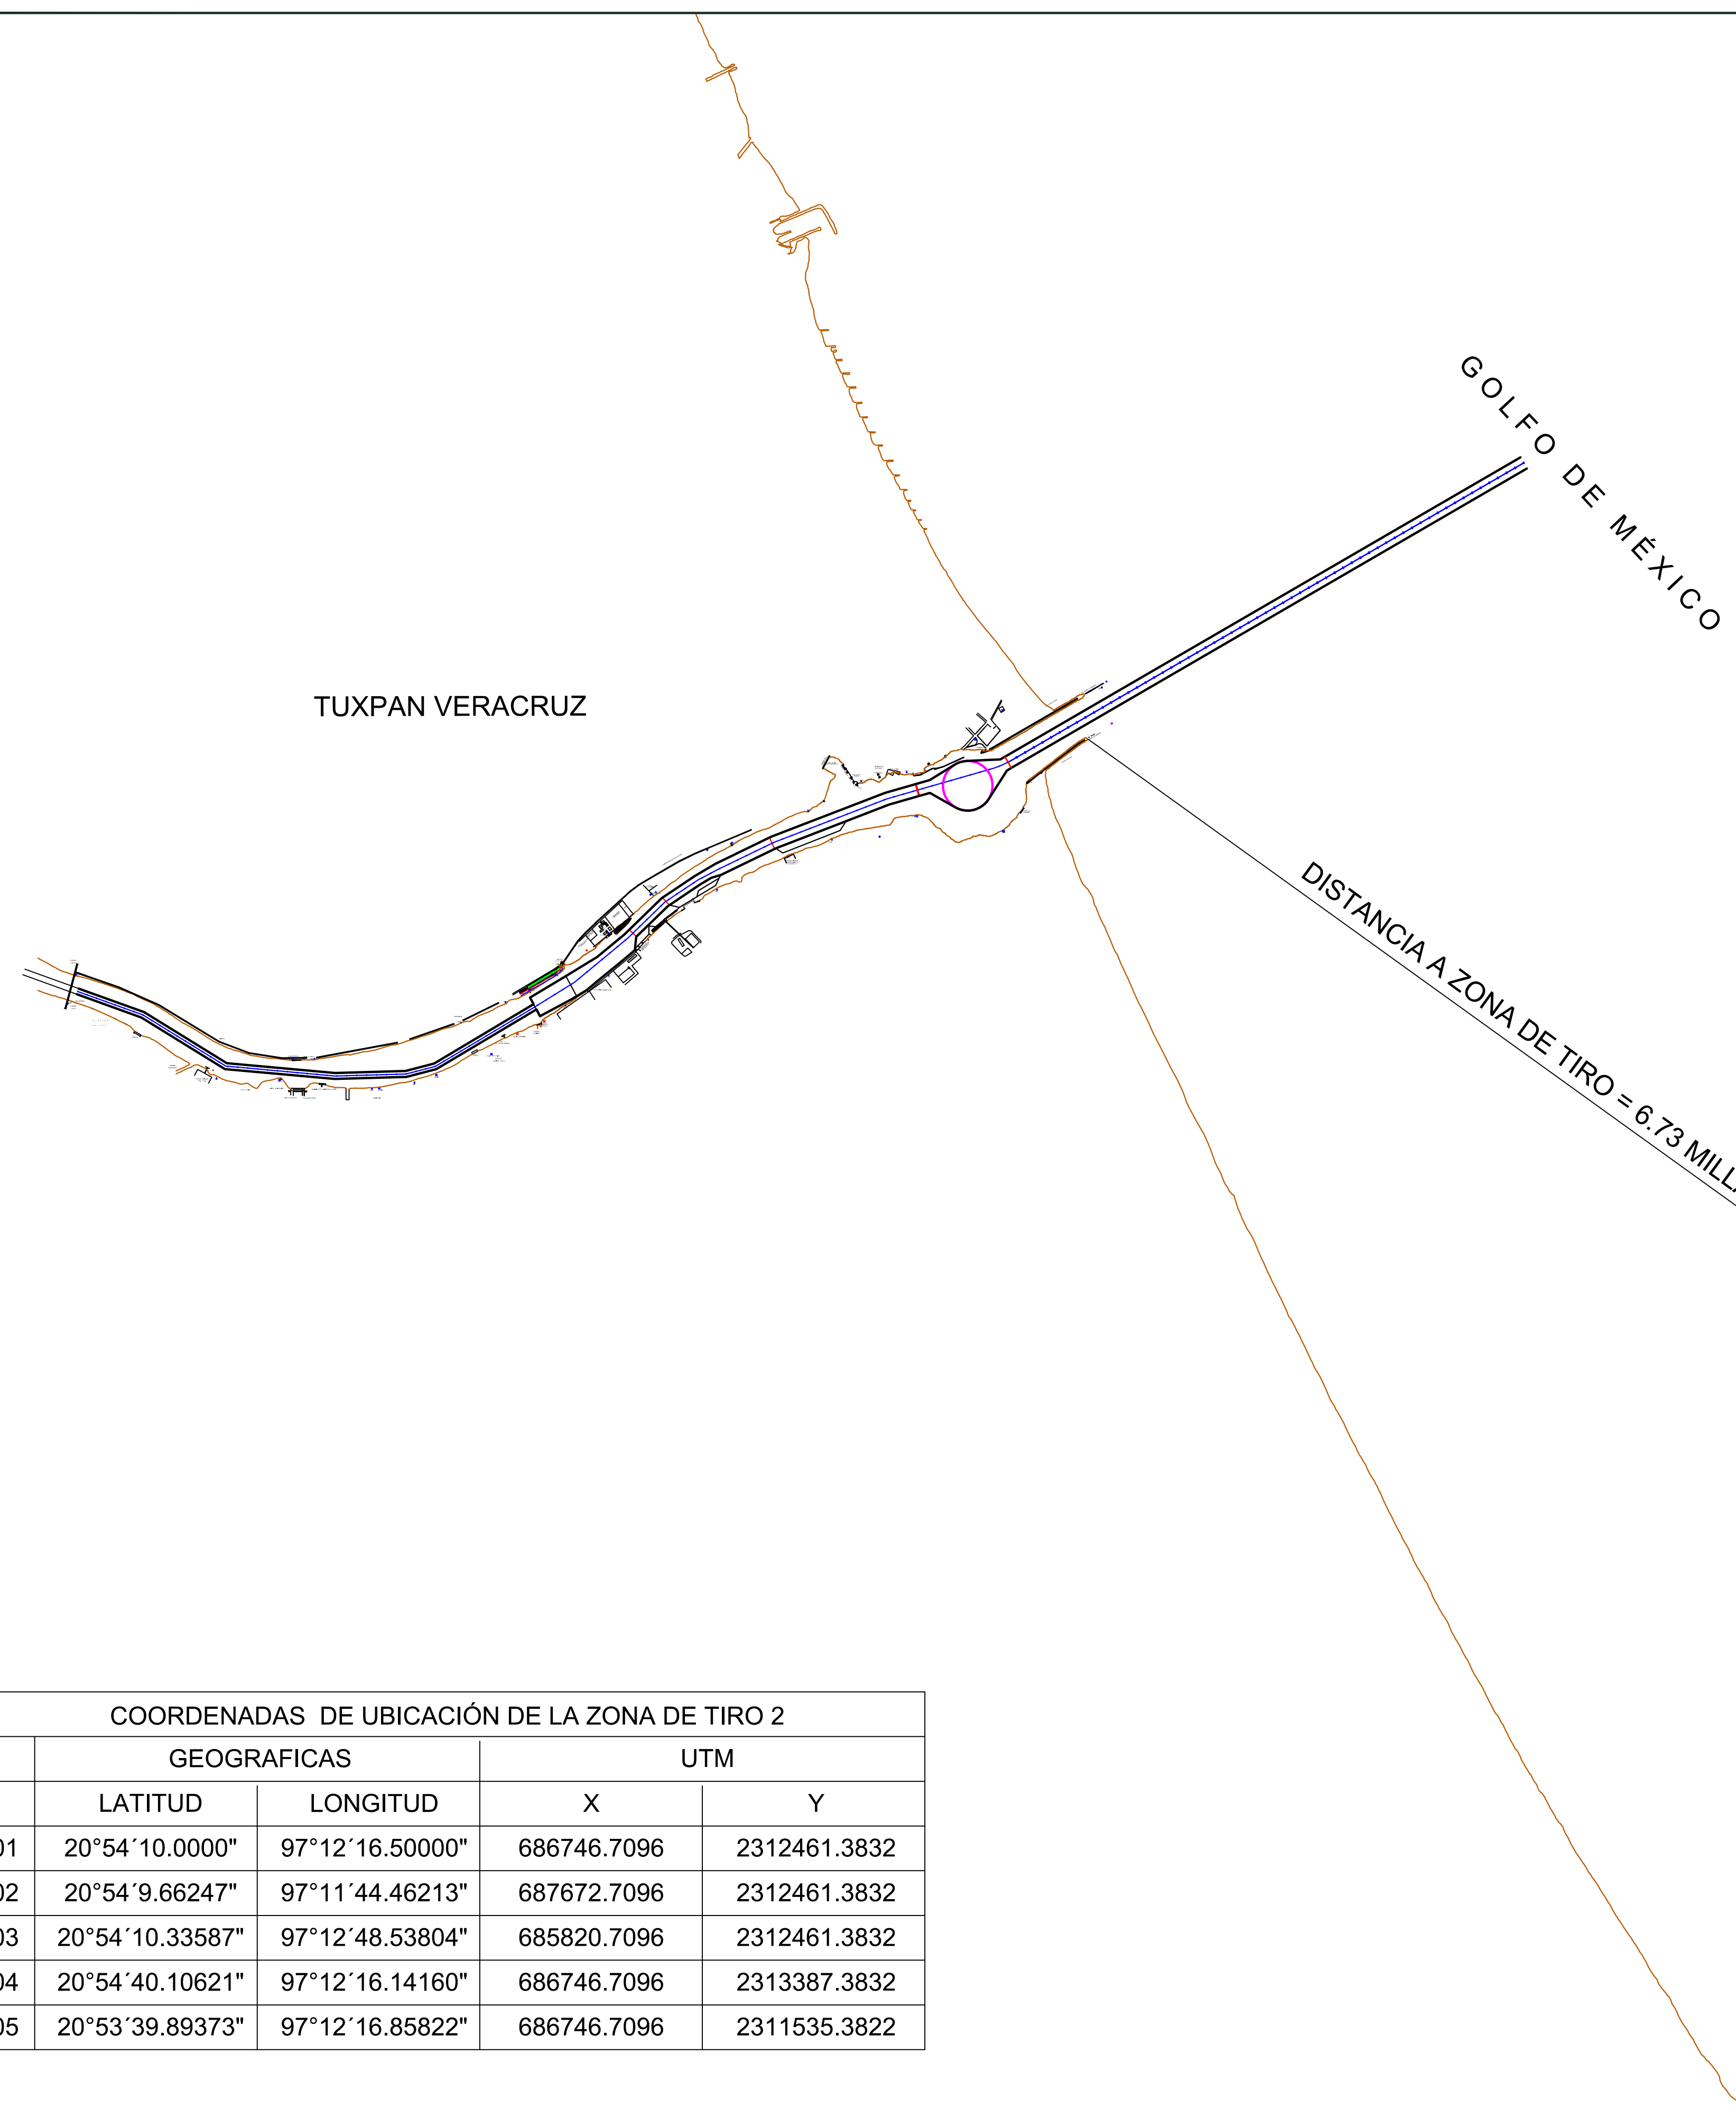 GOLFO DE MÉXICO
TUXPAN VERACRUZ
DISTANCIA A ZONA DE TIRO = 6.73 MILL
COORDENADAS DE UBICACIÓN DE LA ZONA DE TIRO 2
GEOGRAFICAS UTM
LATITUD LONGITUD X Y
01 20°54´10.0000" 97°12´16.50000" 686746.7096 2312461.3832
02 20°54´9.66247" 97°11´44.46213" 687672.7096 2312461.3832
03 20°54´10.33587" 97°12´48.53804" 685820.7096 2312461.3832
04 20°54´40.10621" 97°12´16.14160" 686746.7096 2313387.3832
05 20°53´39.89373" 97°12´16.85822" 686746.7096 2311535.3822